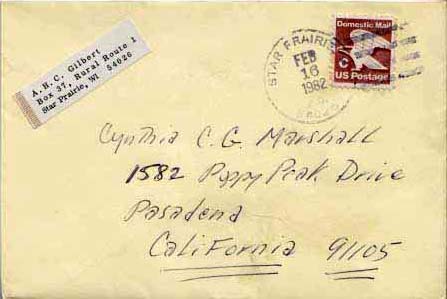 A.H.C. Gilbert
Box 37, Rural Route 1
Star Prairie, WI 54026
STAR PRAIRIE
FEB
16
1982
Domestic Mail
C
US Postage
Cynthia C. G. Marshall
1582 Poppy Peak Drive
Pasadena
California 91105